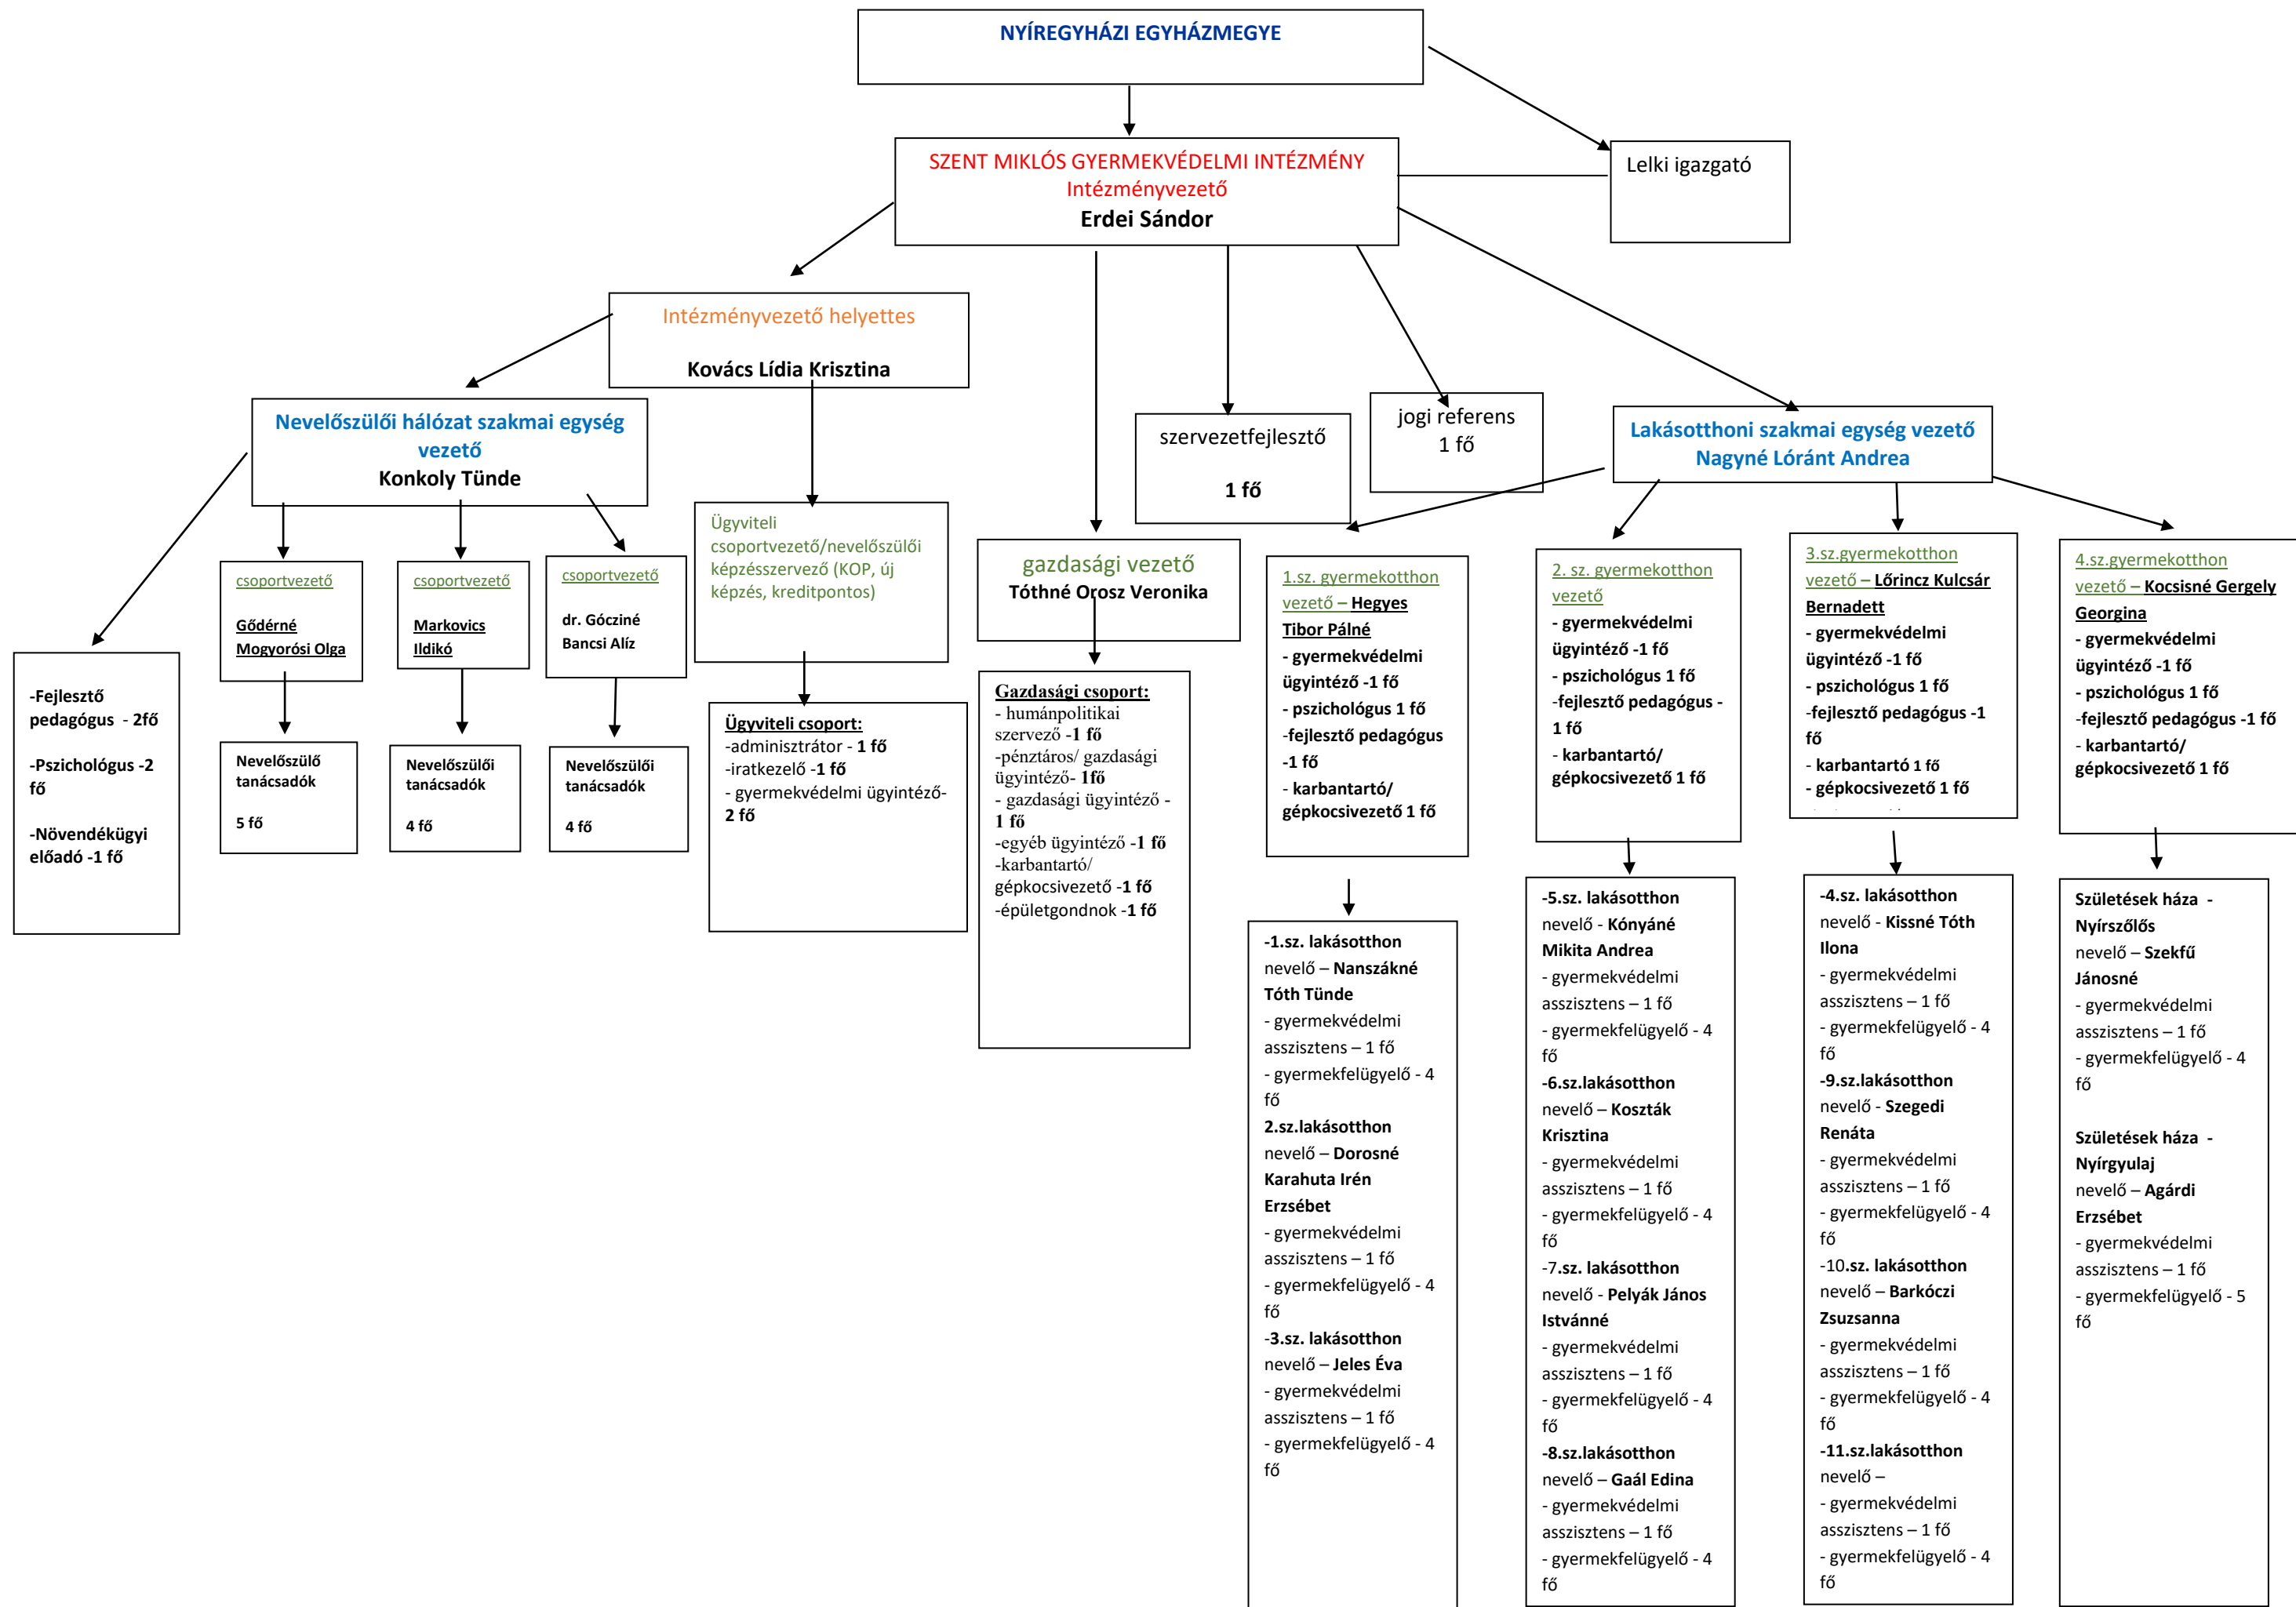 NYÍREGYHÁZI EGYHÁZMEGYE
SZENT MIKLÓS GYERMEKVÉDELMI INTÉZMÉNY
Intézményvezető
Erdei Sándor
Lelki igazgató
Intézményvezető helyettes
Kovács Lídia Krisztina
Nevelőszülői hálózat szakmai egység
vezető
Konkoly Tünde
szervezetfejlesztő
1 fő
jogi referens
1 fő
Lakásotthoni szakmai egység vezető
Nagyné Lóránt Andrea
-Fejlesztő
pedagógus - 2fő
-Pszichológus -2
fő
-Növendékügyi
előadó -1 fő
csoportvezető
Gődérné
Mogyorósi Olga
csoportvezető
Markovics
Ildikó
csoportvezető
dr. Gócziné
Bancsi Alíz
Nevelőszülő
tanácsadók
5 fő
Nevelőszülői
tanácsadók
4 fő
Nevelőszülői
tanácsadók
4 fő
Ügyviteli
csoportvezető/nevelőszülői
képzésszervező (KOP, új
képzés, kreditpontos)
Ügyviteli csoport:
-adminisztrátor - 1 fő
-iratkezelő -1 fő
- gyermekvédelmi ügyintéző-
2 fő
gazdasági vezető
Tóthné Orosz Veronika
Gazdasági csoport:
- humánpolitikai
szervező -1 fő
-pénztáros/ gazdasági
ügyintéző- 1fő
- gazdasági ügyintéző -
1 fő
-egyéb ügyintéző -1 fő
-karbantartó/
gépkocsivezető -1 fő
-épületgondnok -1 fő
1.sz. gyermekotthon
vezető – Hegyes
Tibor Pálné
- gyermekvédelmi
ügyintéző -1 fő
- pszichológus 1 fő
-fejlesztő pedagógus
-1 fő
- karbantartó/
gépkocsivezető 1 fő
2. sz. gyermekotthon
vezető
- gyermekvédelmi
ügyintéző -1 fő
- pszichológus 1 fő
-fejlesztő pedagógus -
1 fő
- karbantartó/
gépkocsivezető 1 fő
3.sz.gyermekotthon
vezető – Lőrincz Kulcsár
Bernadett
- gyermekvédelmi
ügyintéző -1 fő
- pszichológus 1 fő
-fejlesztő pedagógus -1
fő
- karbantartó 1 fő
- gépkocsivezető 1 fő
4.sz.gyermekotthon
vezető – Kocsisné Gergely
Georgina
- gyermekvédelmi
ügyintéző -1 fő
- pszichológus 1 fő
-fejlesztő pedagógus -1 fő
- karbantartó/
gépkocsivezető 1 fő
-1.sz. lakásotthon
nevelő – Nanszákné
Tóth Tünde
- gyermekvédelmi
asszisztens – 1 fő
- gyermekfelügyelő - 4
fő
2.sz.lakásotthon
nevelő – Dorosné
Karahuta Irén
Erzsébet
- gyermekvédelmi
asszisztens – 1 fő
- gyermekfelügyelő - 4
fő
-3.sz. lakásotthon
nevelő – Jeles Éva
- gyermekvédelmi
asszisztens – 1 fő
- gyermekfelügyelő - 4
fő
-5.sz. lakásotthon
nevelő - Kónyáné
Mikita Andrea
- gyermekvédelmi
asszisztens – 1 fő
- gyermekfelügyelő - 4
fő
-6.sz.lakásotthon
nevelő – Koszták
Krisztina
- gyermekvédelmi
asszisztens – 1 fő
- gyermekfelügyelő - 4
fő
-7.sz. lakásotthon
nevelő - Pelyák János
Istvánné
- gyermekvédelmi
asszisztens – 1 fő
- gyermekfelügyelő - 4
fő
-8.sz.lakásotthon
nevelő – Gaál Edina
- gyermekvédelmi
asszisztens – 1 fő
- gyermekfelügyelő - 4
fő
-4.sz. lakásotthon
nevelő - Kissné Tóth
Ilona
- gyermekvédelmi
asszisztens – 1 fő
- gyermekfelügyelő - 4
fő
-9.sz.lakásotthon
nevelő - Szegedi
Renáta
- gyermekvédelmi
asszisztens – 1 fő
- gyermekfelügyelő - 4
fő
-10.sz. lakásotthon
nevelő – Barkóczi
Zsuzsanna
- gyermekvédelmi
asszisztens – 1 fő
- gyermekfelügyelő - 4
fő
-11.sz.lakásotthon
nevelő –
- gyermekvédelmi
asszisztens – 1 fő
- gyermekfelügyelő - 4
fő
Születések háza -
Nyírszőlős
nevelő – Szekfű
Jánosné
- gyermekvédelmi
asszisztens – 1 fő
- gyermekfelügyelő - 4
fő
Születések háza -
Nyírgyulaj
nevelő – Agárdi
Erzsébet
- gyermekvédelmi
asszisztens – 1 fő
- gyermekfelügyelő - 5
fő